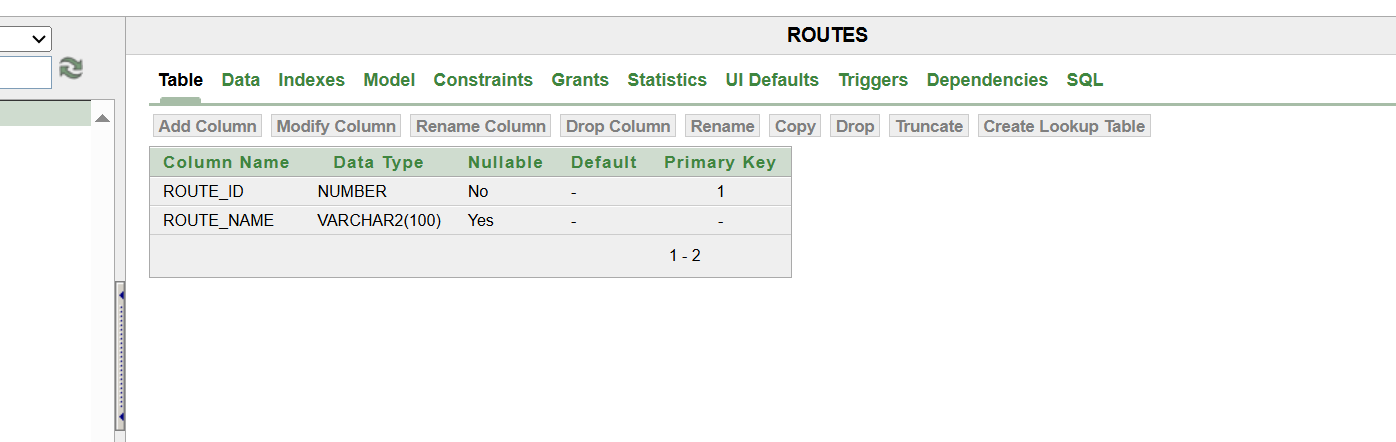 ROUTES
Table Data Indexes Model Constraints Grants Statistics UI Defaults Triggers Dependencies SQL
Add Column Modify Column Rename Column Drop Column Rename Copy Drop Truncate Create Lookup Table
Column Name Data Type Nullable Default Primary Key
ROUTE_ID NUMBER No - 1
ROUTE_NAME VARCHAR2(100) Yes - -
1 - 2